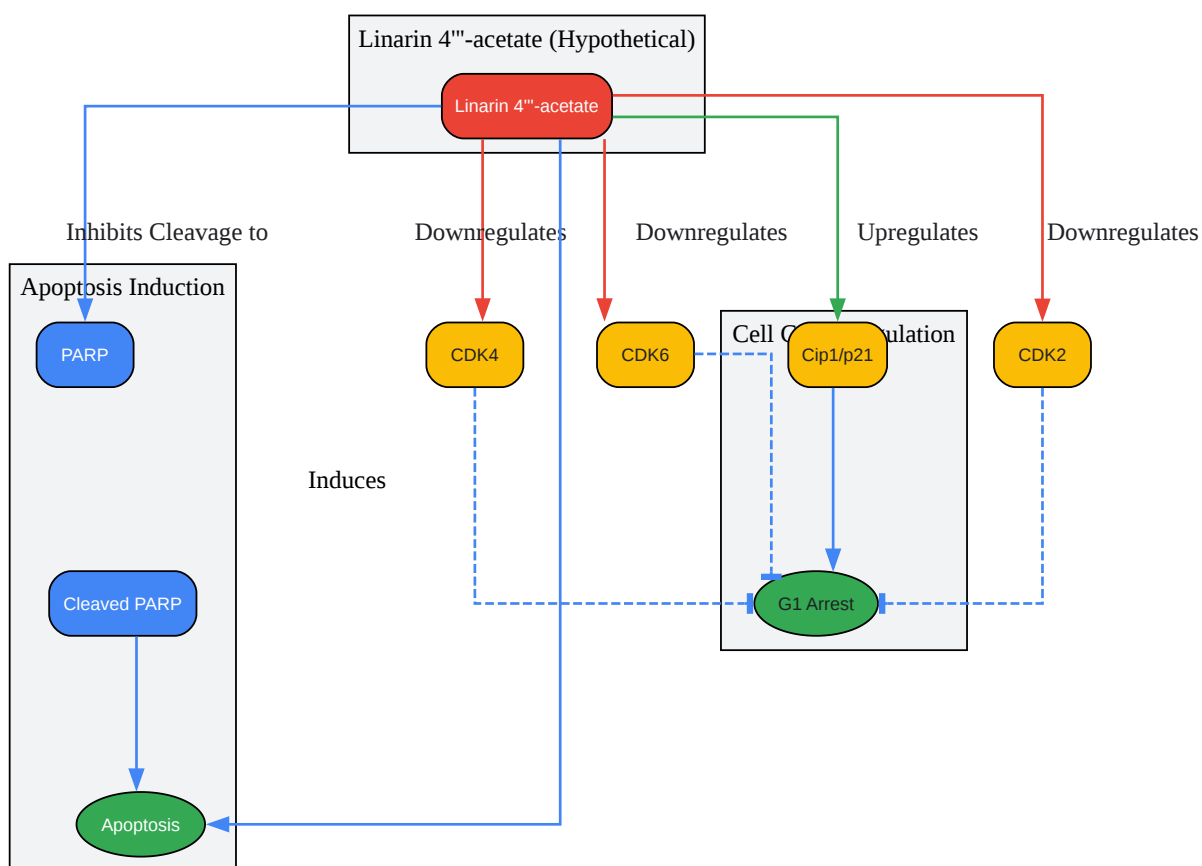 Linarin 4'''-acetate (Hypothetical)
Linarin 4'''-acetate
Inhibits Cleavage to
Downregulates
Downregulates
Upregulates
Downregulates
Apoptosis Induction
Cell
PARP
CDK4
CDK6
Cip1/p21
CDK2
Induces
Cleaved PARP
G1 Arrest
Apoptosis